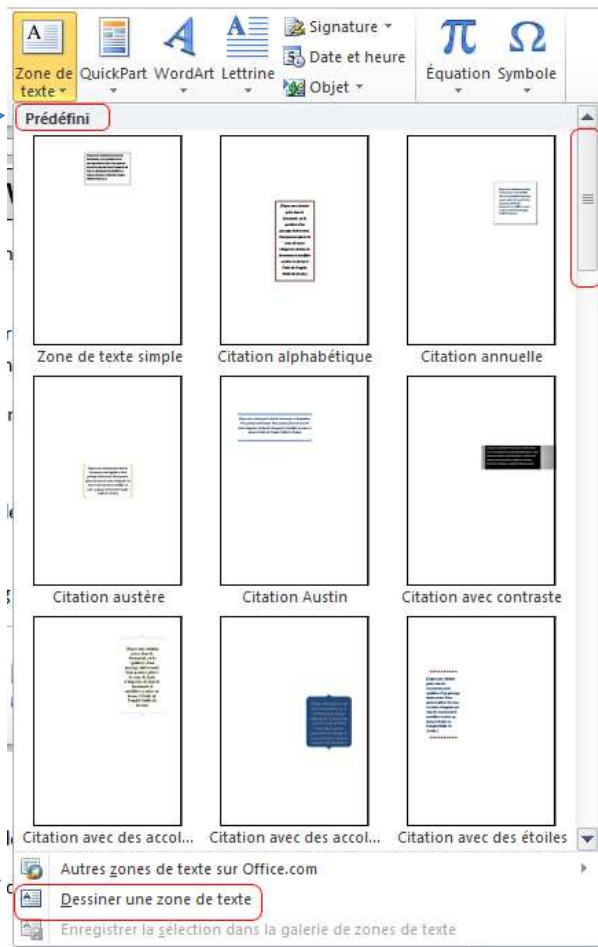 A
Signature
Date et heure
Objet
Zone de texte
QuickPart
WordArt
Lettrine
Équation
Symbole
Prédéfini
Zone de texte simple
Citation alphabétique
Citation annuelle
Citation austère
Citation Austin
Citation avec contraste
Citation avec des accol...
Citation avec des accol...
Citation avec des étoiles
Autres zones de texte sur Office.com
Dessiner une zone de texte
Enregistrer la sélection dans la galerie de zones de texte